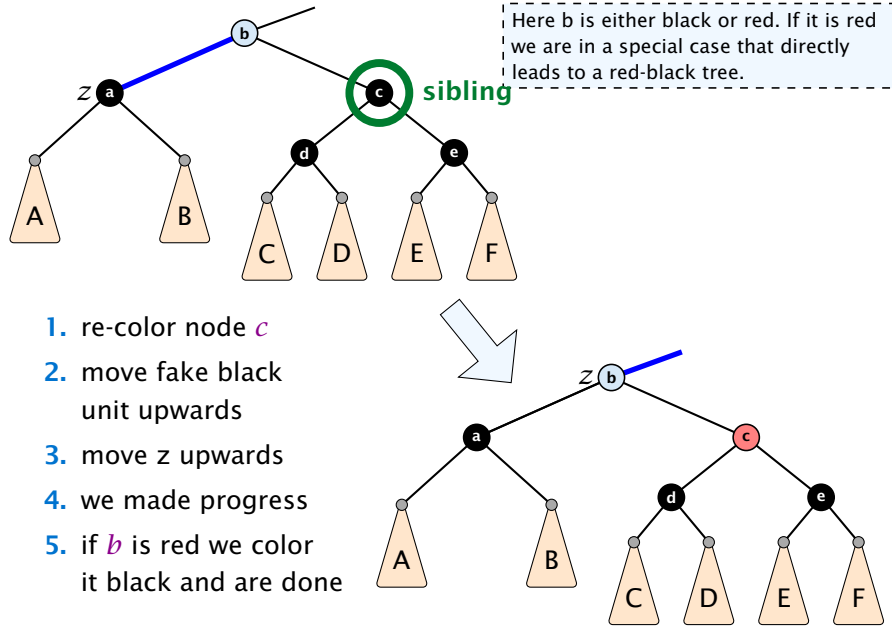 b
Here b is either black or red. If it is red
we are in a special case that directly
leads to a red-black tree.
z a
c
sibling
d
e
A
B
C
D
E
F
1. re-color node c
2. move fake black
unit upwards
3. move z upwards
4. we made progress
5. if b is red we color
it black and are done
z b
a
c
d
e
A
B
C
D
E
F